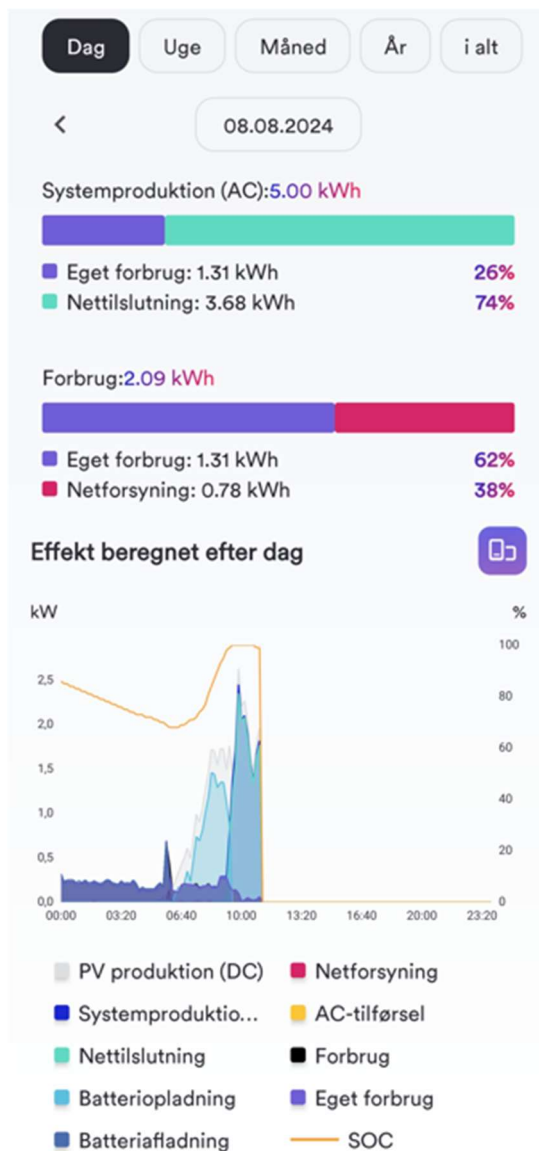 Dag Uge Måned År i alt
08.08.2024
Systemproduktion (AC):5.00 kWh
Eget forbrug: 1.31 kWh 26%
Nettilslutning: 3.68 kWh 74%
Forbrug:2.09 kWh
Eget forbrug: 1.31 kWh 62%
Netforsyning: 0.78 kWh 38%
Effekt beregnet efter dag
kW %
100
2,5
80
2,0
60
1,5
40
1,0
0,5
20
0,0 0
00:00 03:20 06:40 10:00 13:20 16:40 20:00 23:20
PV produktion (DC) Netforsyning
Systemproduktio... AC-tilførsel
Nettilslutning Forbrug
Batteriopladning Eget forbrug
Batteriafladning SOC